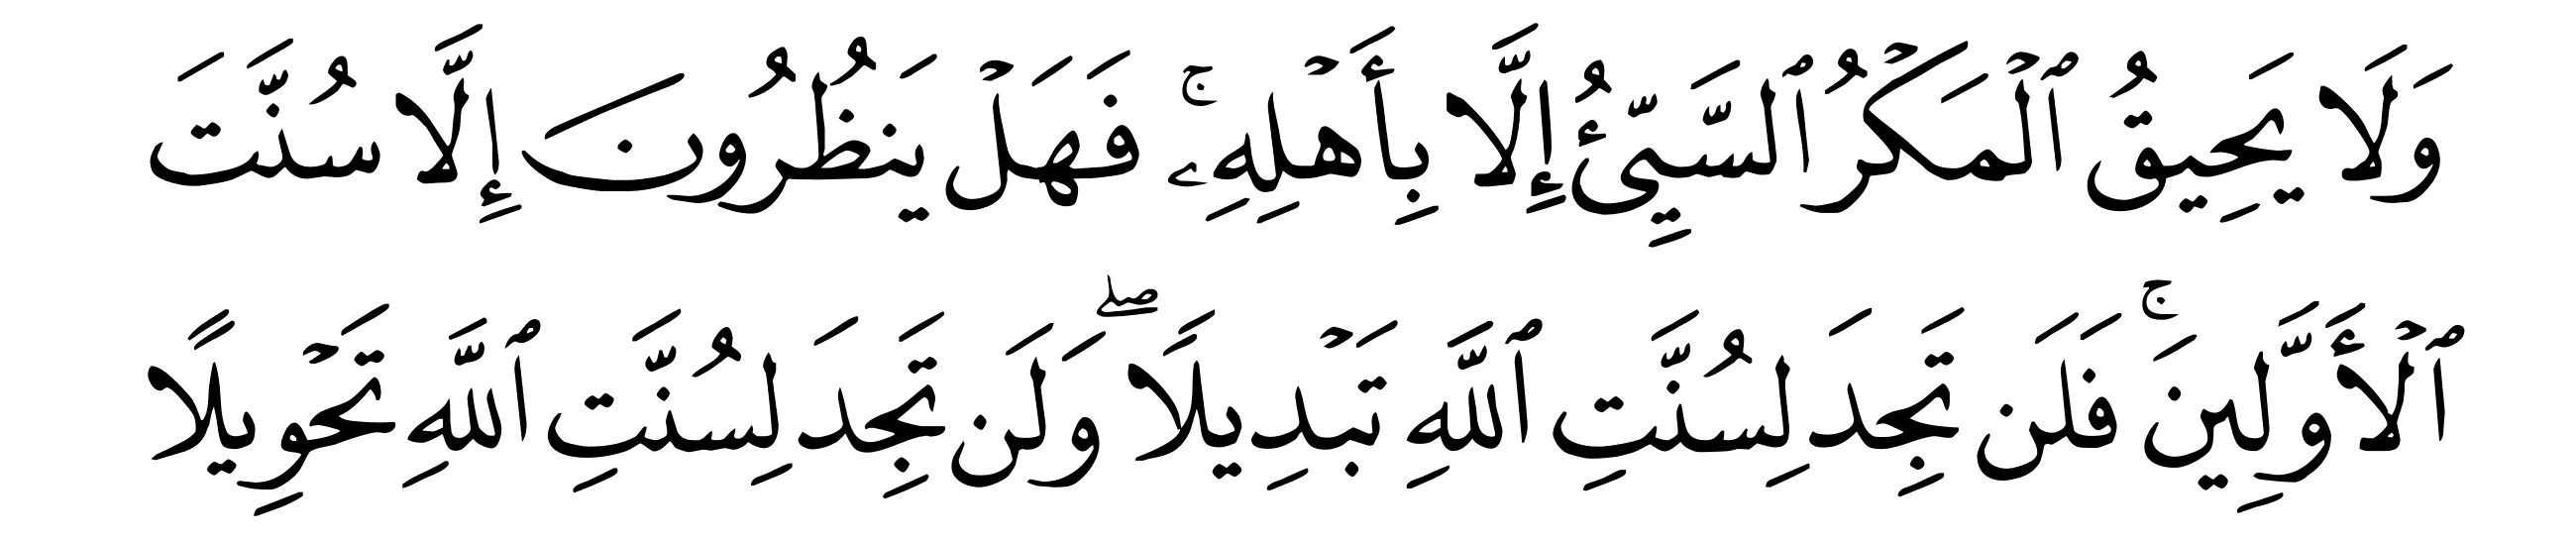 وَلَا يَحِيقُ ٱلۡمَكۡرُ ٱلسَّيِّئُ إِلَّا بِأَهۡلِهِۦۚ فَهَلۡ يَنظُرُونَ إِلَّا سُنَّتَ
ٱلۡأَوَّلِينَۚ فَلَن تَجِدَ لِسُنَّتِ ٱللَّهِ تَبۡدِيلًاۖ وَلَن تَجِدَ لِسُنَّتِ ٱللَّهِ تَحۡوِيلًا